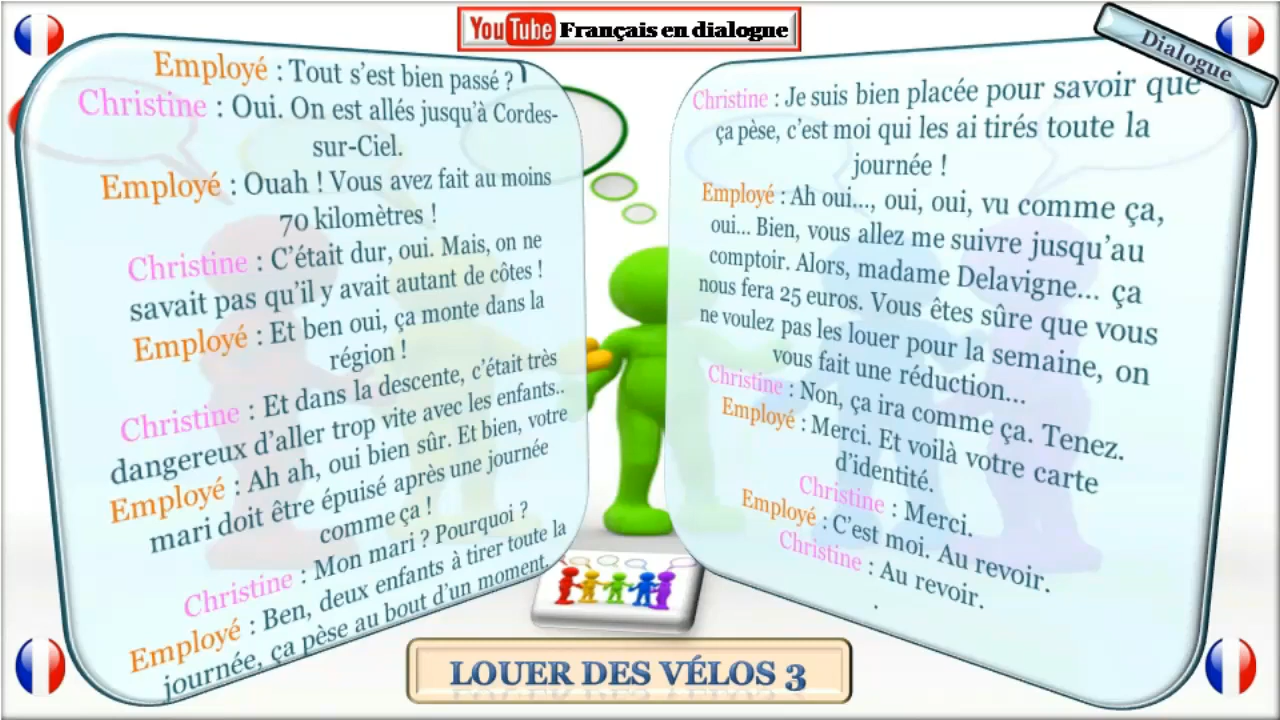 YouTube Français en dialogue
Dialogue
Employé : Tout s'est bien passé ?
Christine : Oui. On est allés jusqu'à Cordes-
sur-Ciel.
Employé : Ouah ! Vous avez fait au moins
70 kilomètres !
Christine : C'était dur, oui. Mais, on ne
savait pas qu'il y avait autant de côtes !
Employé : Et ben oui, ça monte dans la
région !
Christine : Et dans la descente, c'était très
dangereux d'aller trop vite avec les enfants..
Employé : Ah ah, oui bien sûr. Et bien, votre
mari doit être épuisé après une journée
comme ça !
Christine : Mon mari ? Pourquoi ?
Employé : Ben, deux enfants à tirer toute la
journée, ça pèse au bout d'un moment.
Christine : Je suis bien placée pour savoir que
ça pèse, c'est moi qui les ai tirés toute la
journée !
Employé : Ah oui..., oui, oui, vu comme ça,
oui... Bien, vous allez me suivre jusqu'au
comptoir. Alors, madame Delavigne... ça
nous fera 25 euros. Vous êtes sûre que vous
ne voulez pas les louer pour la semaine, on
vous fait une réduction...
Christine : Non, ça ira comme ça. Tenez.
Employé : Merci. Et voilà votre carte
d'identité.
Christine : Merci.
Employé : C'est moi. Au revoir.
Christine : Au revoir.
.
LOUER DES VÉLOS 3